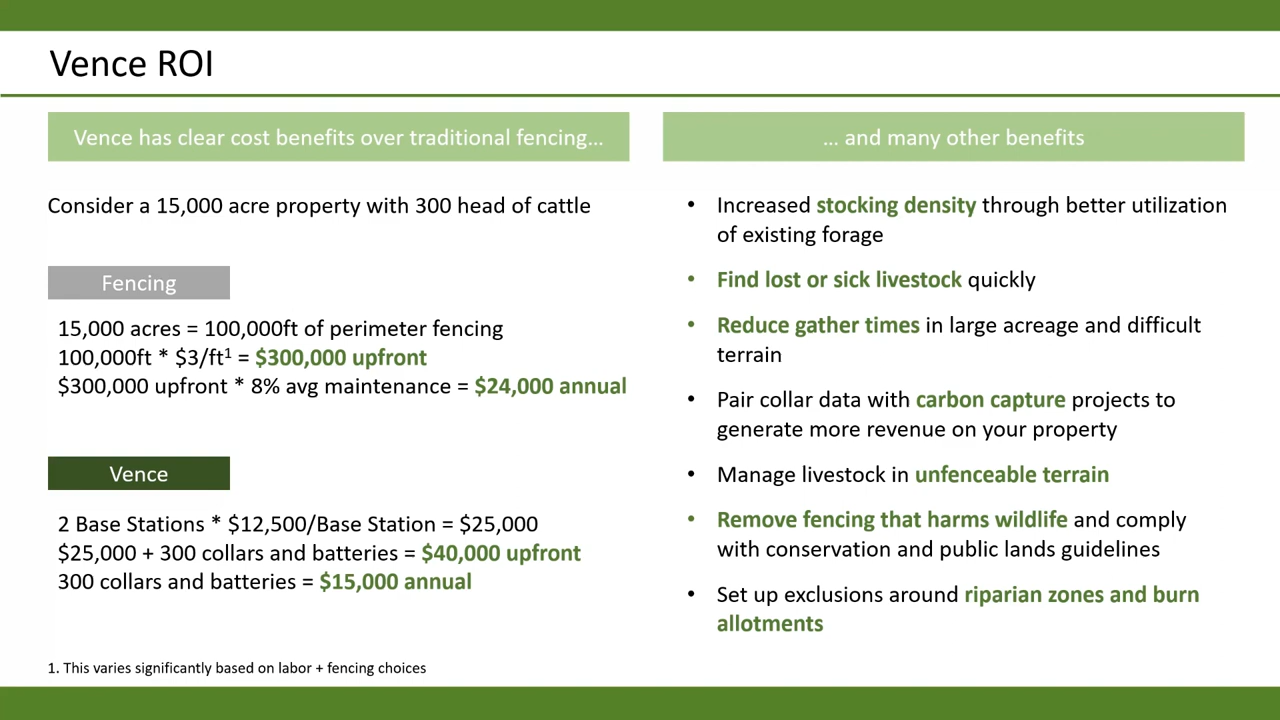 Vence ROI
Vence has clear cost benefits over traditional fencing…
Consider a 15,000 acre property with 300 head of cattle
Fencing
15,000 acres = 100,000ft of perimeter fencing
100,000ft * $3/ft¹ = $300,000 upfront
$300,000 upfront * 8% avg maintenance = $24,000 annual
Vence
2 Base Stations * $12,500/Base Station = $25,000
$25,000 + 300 collars and batteries = $40,000 upfront
300 collars and batteries = $15,000 annual
1. This varies significantly based on labor + fencing choices
… and many other benefits
• Increased stocking density through better utilization
of existing forage
• Find lost or sick livestock quickly
• Reduce gather times in large acreage and difficult
terrain
• Pair collar data with carbon capture projects to
generate more revenue on your property
• Manage livestock in unfenceable terrain
• Remove fencing that harms wildlife and comply
with conservation and public lands guidelines
• Set up exclusions around riparian zones and burn
allotments